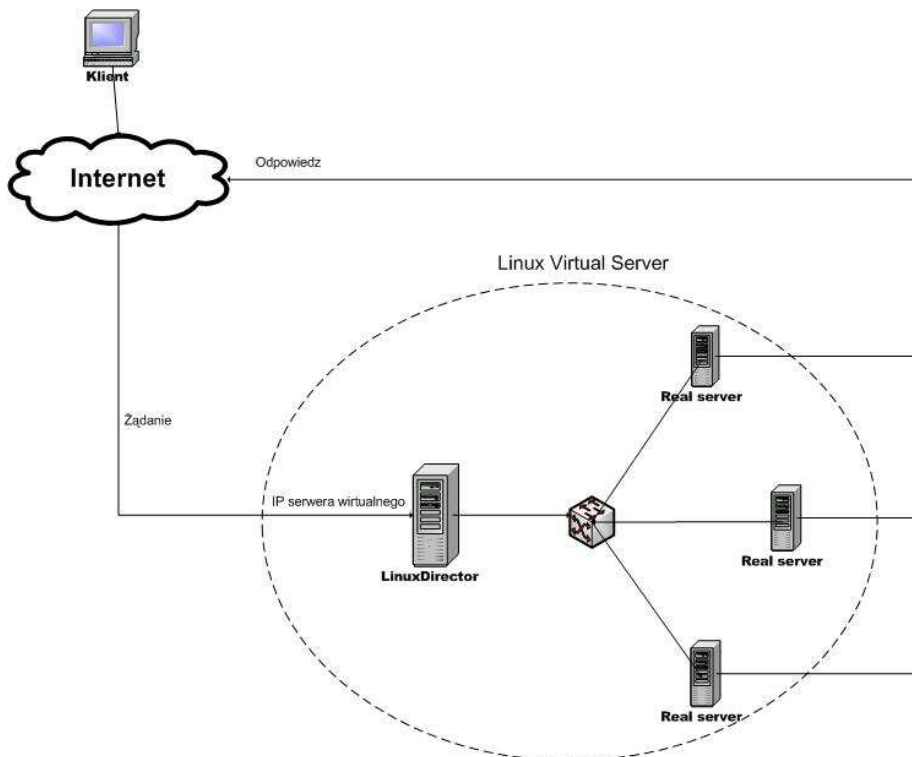 Klient
Internet
Odpowiedz
Linux Virtual Server
Real server
Żądanie
IP serwera wirtualnego
LinuxDirector
Real server
Real server